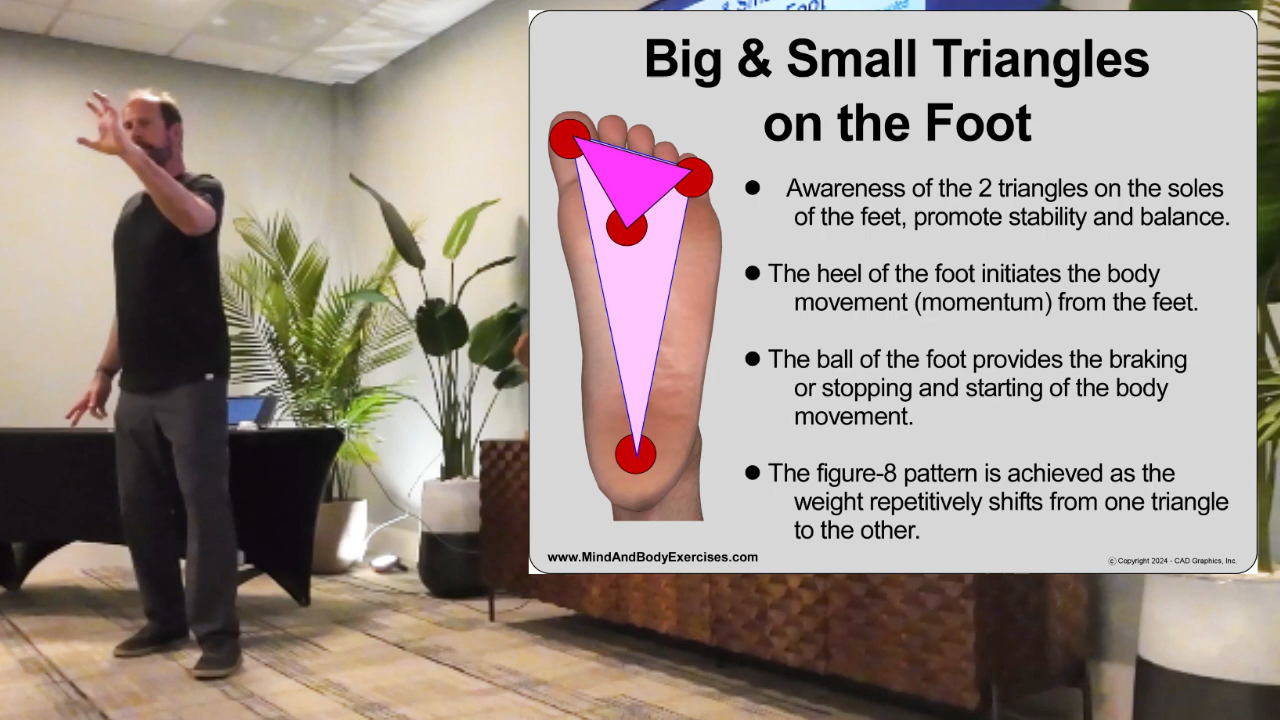 & Small
Foot
Big & Small Triangles
on the Foot
● Awareness of the 2 triangles on the soles
of the feet, promote stability and balance.
● The heel of the foot initiates the body
movement (momentum) from the feet.
● The ball of the foot provides the braking
or stopping and starting of the body
movement.
● The figure-8 pattern is achieved as the
weight repetitively shifts from one triangle
to the other.
www.MindAndBodyExercises.com
© Copyright 2024 - CAD Graphics, Inc.